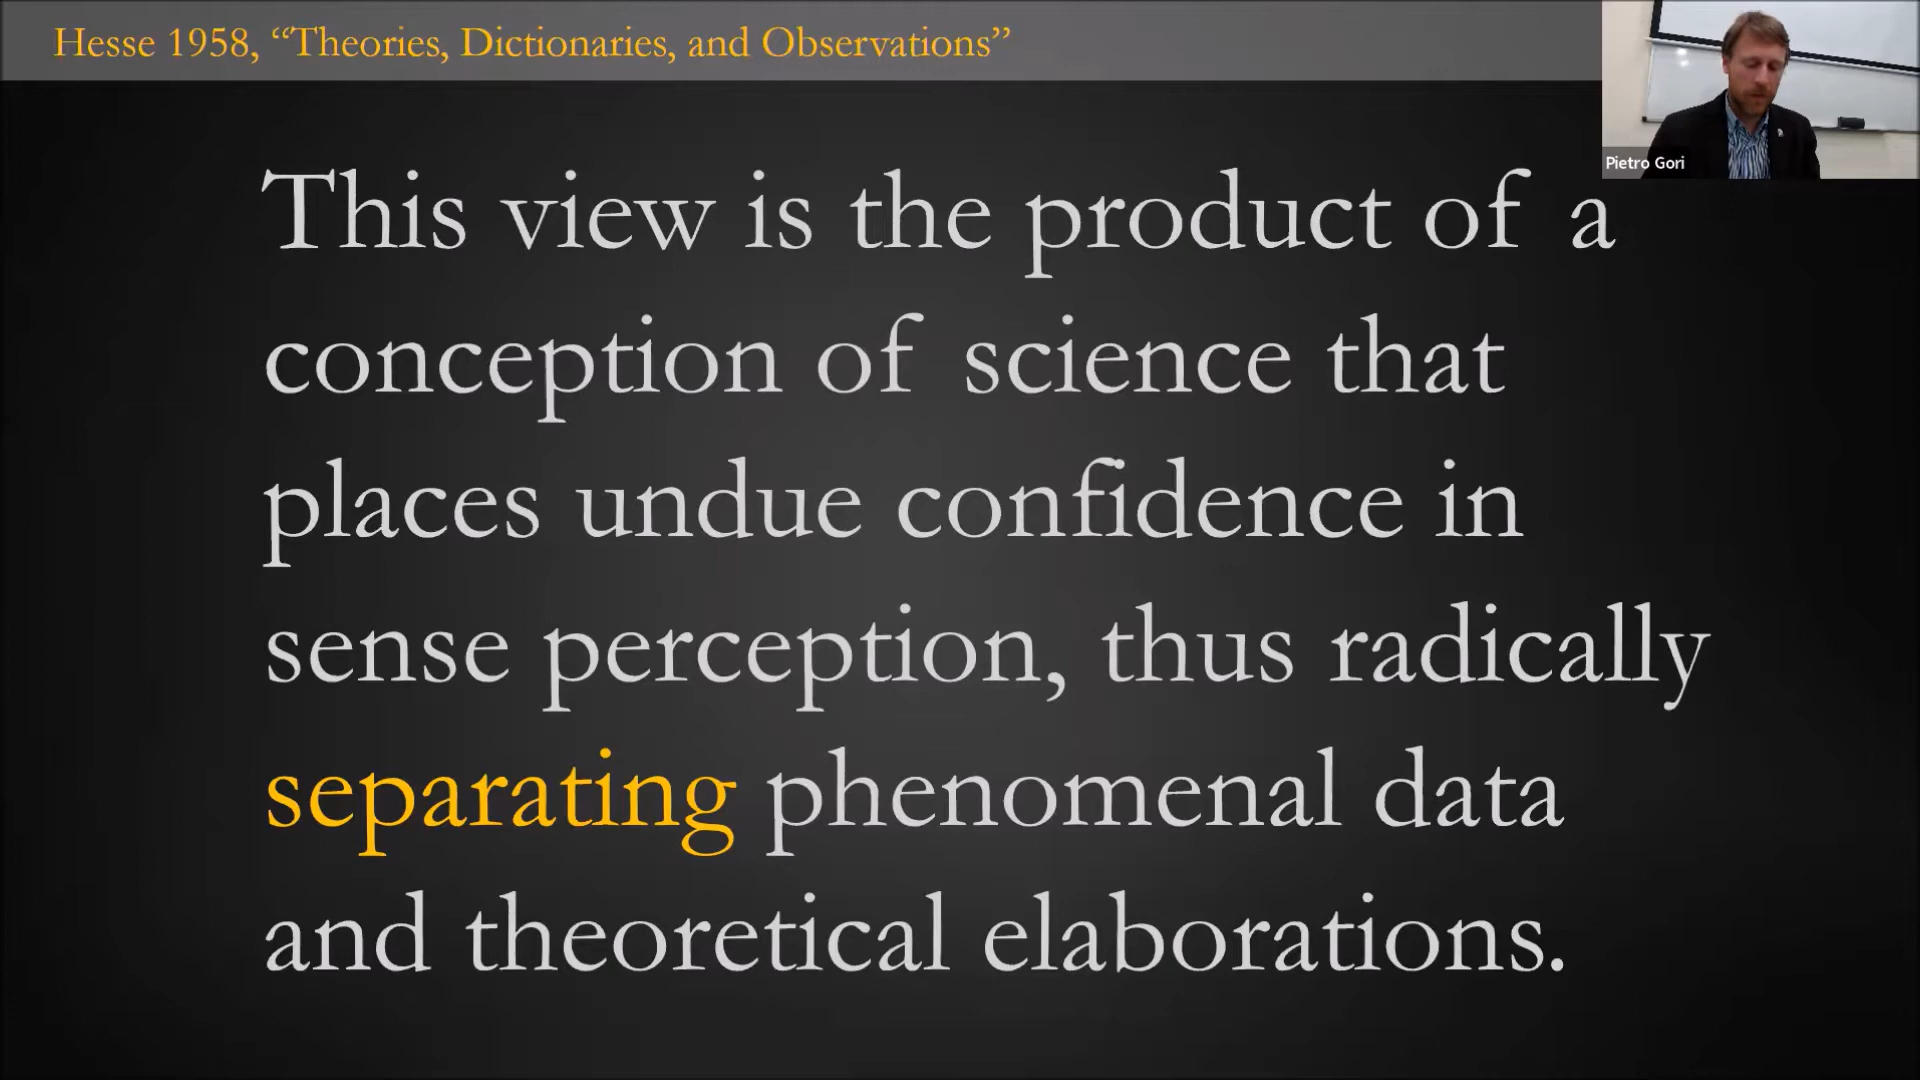 Hesse 1958, “Theories, Dictionaries, and Observations”
Pietro Gori
This view is the product of a
conception of science that
places undue confidence in
sense perception, thus radically
separating phenomenal data
and theoretical elaborations.